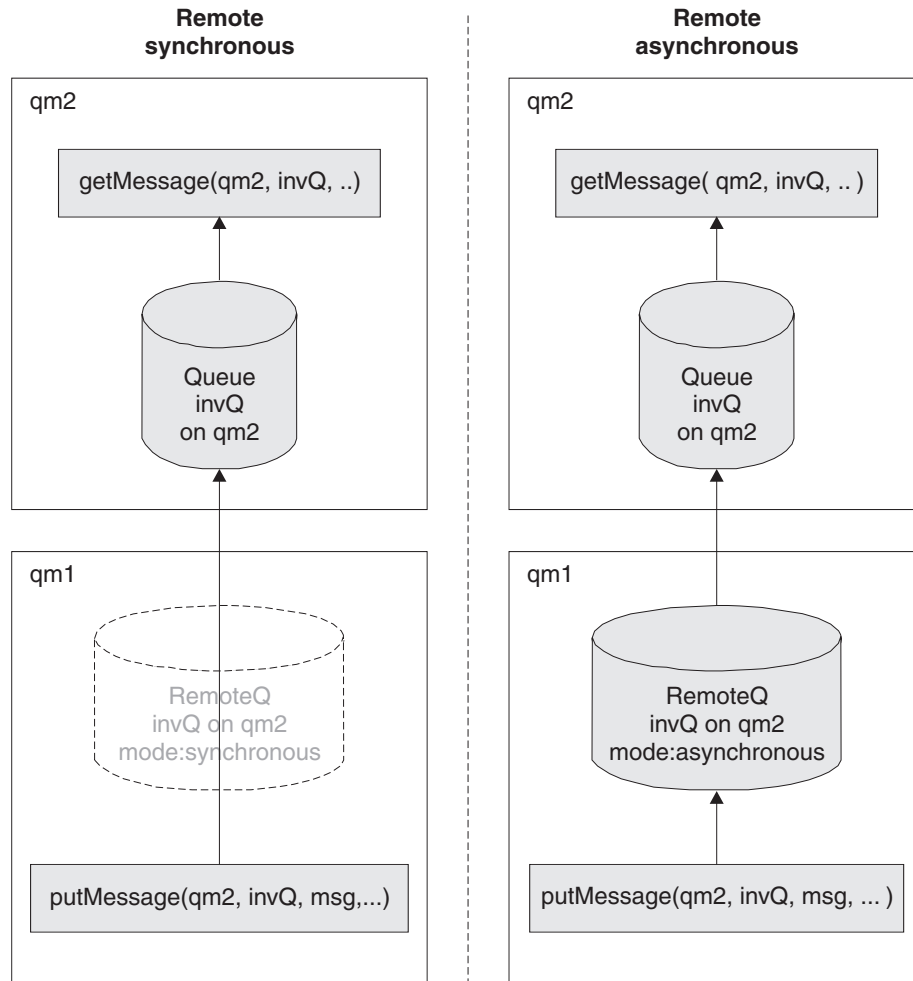 Remote
synchronous
qm2
getMessage(qm2, invQ, ..)
Queue
invQ
on qm2
qm1
RemoteQ
invQ on qm2
mode:synchronous
putMessage(qm2, invQ, msg,...)
Remote
asynchronous
qm2
getMessage( qm2, invQ, .. )
Queue
invQ
on qm2
qm1
RemoteQ
invQ on qm2
mode:asynchronous
putMessage(qm2, invQ, msg, ... )